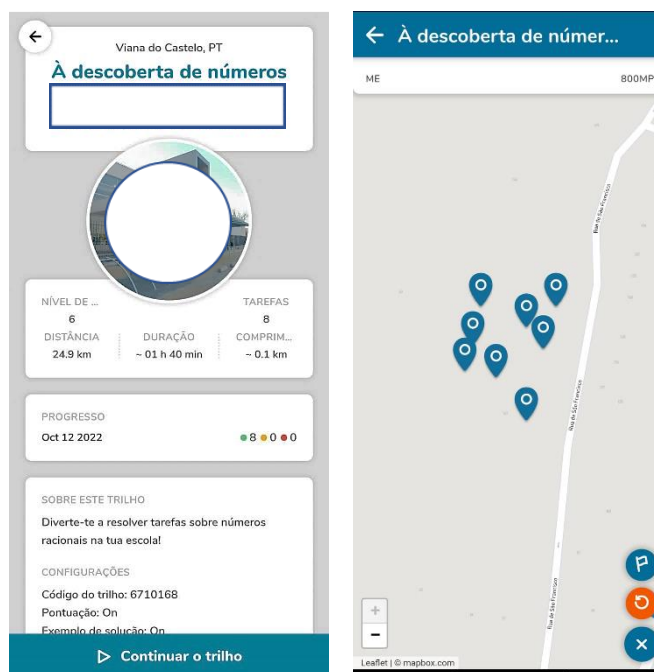 Viana do Castelo, PT
À descoberta de números
NÍVEL DE ...
TAREFAS
6
8
DISTÂNCIA
DURAÇÃO
COMPRIM...
24.9 km
~ 01 h 40 min
~ 0.1 km
PROGRESSO
Oct 12 2022
8 0 0
SOBRE ESTE TRILHO
Diverte-te a resolver tarefas sobre números
racionais na tua escola!
CONFIGURAÇÕES
Código do trilho: 6710168
Pontuação: On
Exemplo de solução: On
Continuar o trilho
À descoberta de númer...
ME
800MP
Rua de São Francisco
Rua de São Francisco
Rua de São Francisco
+
−
Leaflet | © mapbox.com